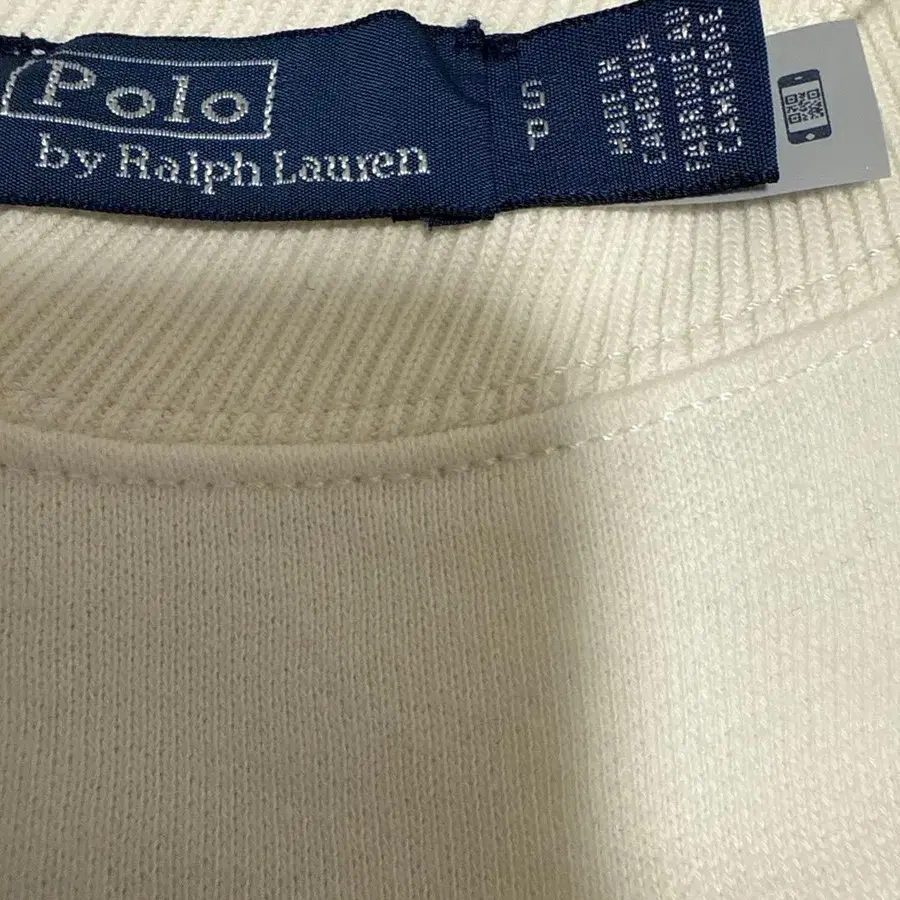 Polo
by Ralph Lauren
S
P
MADE IN
CAMBODIA
FABRIQUÉ AU
CAMBODGE